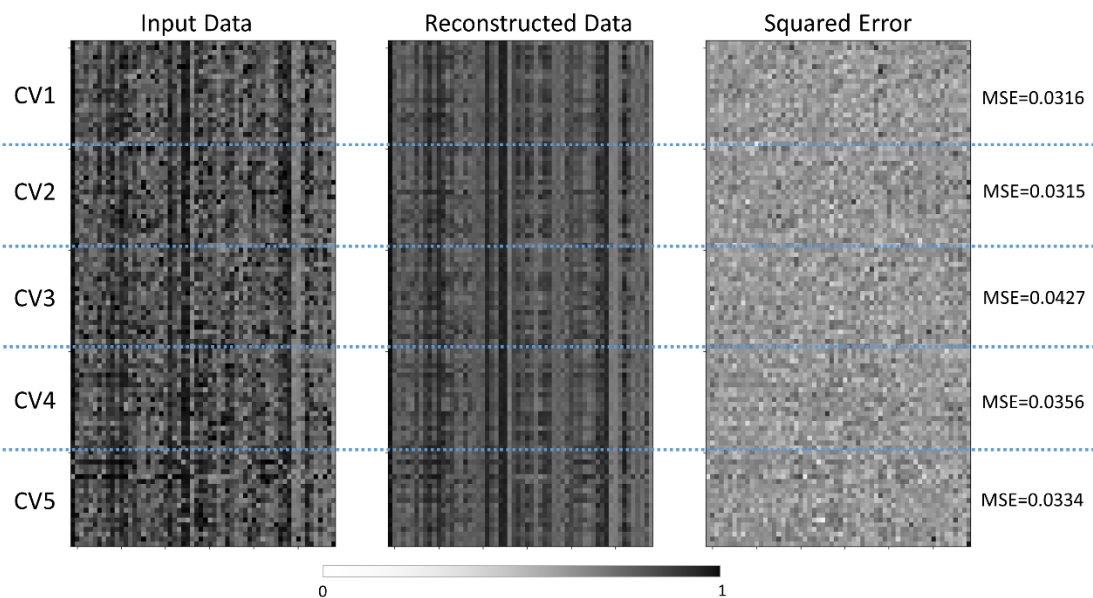 Input Data
Reconstructed Data
Squared Error
CV1
MSE=0.0316
CV2
MSE=0.0315
CV3
MSE=0.0427
CV4
MSE=0.0356
CV5
MSE=0.0334
0
1